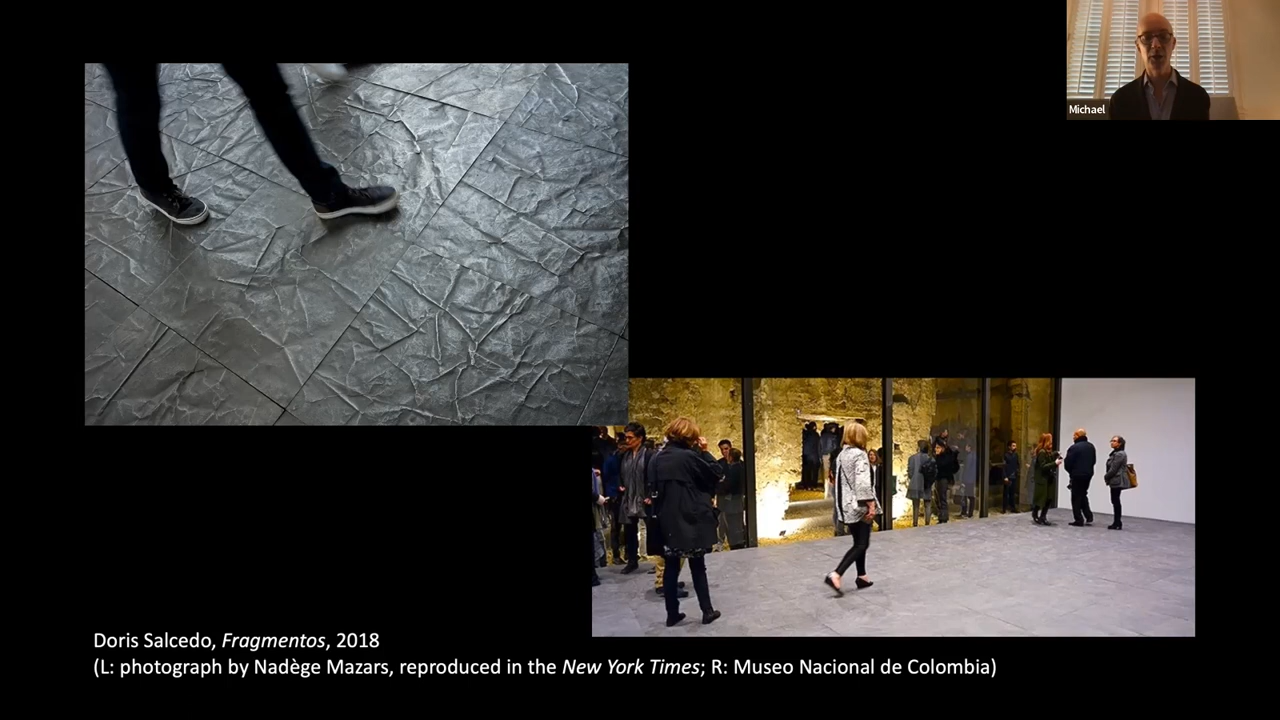 Michael
Doris Salcedo, Fragmentos, 2018
(L: photograph by Nadège Mazars, reproduced in the New York Times; R: Museo Nacional de Colombia)